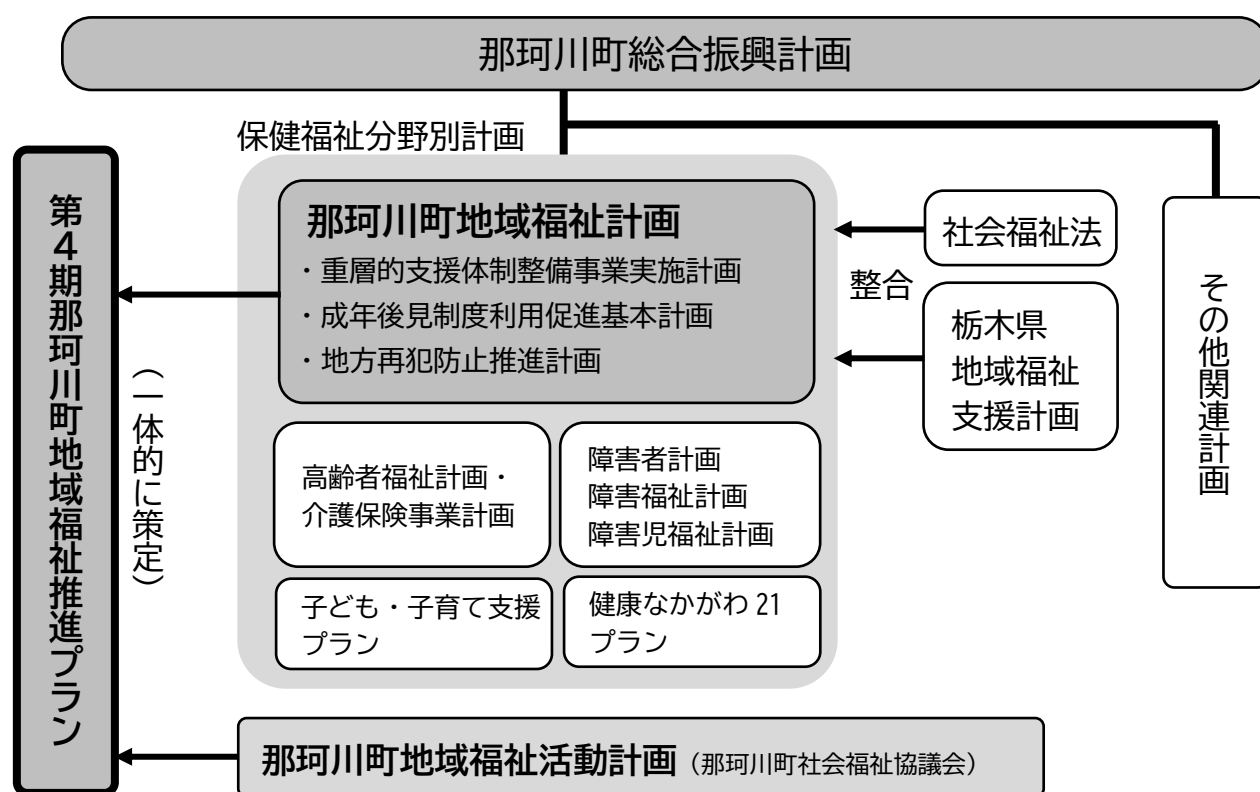 那珂川町総合振興計画
保健福祉分野別計画
第4期那珂川町地域福祉推進プラン
(一体的に策定)
那珂川町地域福祉計画
・重層的支援体制整備事業実施計画
・成年後見制度利用促進基本計画
・地方再犯防止推進計画
整合
社会福祉法
栃木県
地域福祉
支援計画
その他関連計画
高齢者福祉計画・
介護保険事業計画
障害者計画
障害福祉計画
障害児福祉計画
子ども・子育て支援
プラン
健康なかがわ 21
プラン
那珂川町地域福祉活動計画（那珂川町社会福祉協議会）